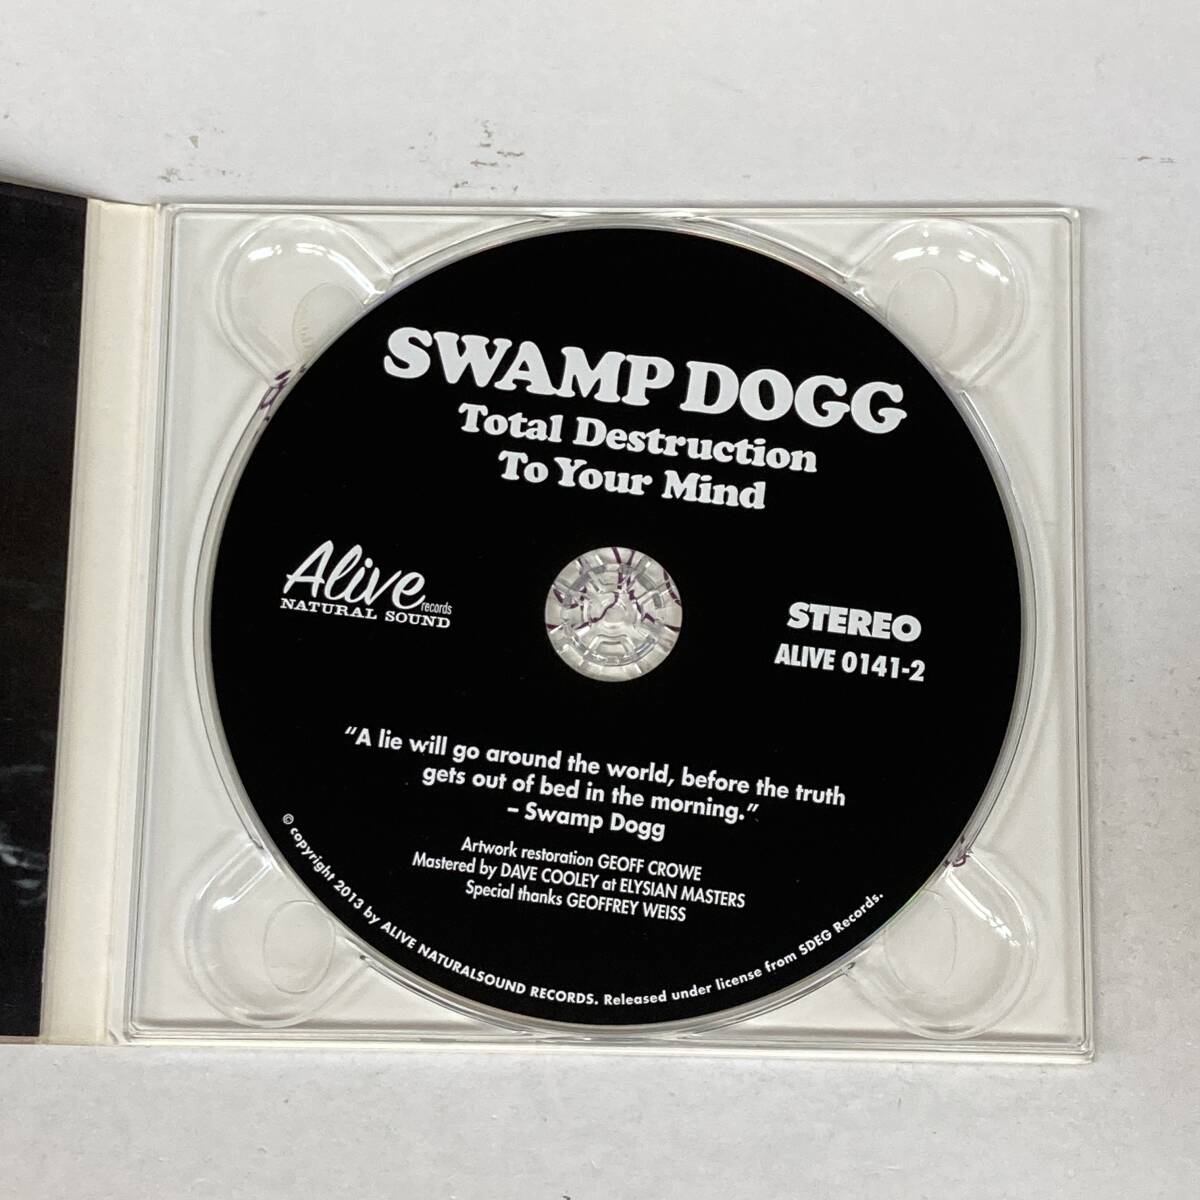 SWAMP DOGG
Total Destruction
To Your Mind
Alive
records
NATURAL SOUND
STEREO
ALIVE 0141-2
“A lie will go around the world, before the truth
gets out of bed in the morning.”
– Swamp Dogg
Artwork restoration GEOFF CROWE
Mastered by DAVE COOLEY at ELYSIAN MASTERS
Special thanks GEOFFREY WEISS
© copyright 2013 by ALIVE NATURALSOUND RECORDS. Released under license from SDEG Records.